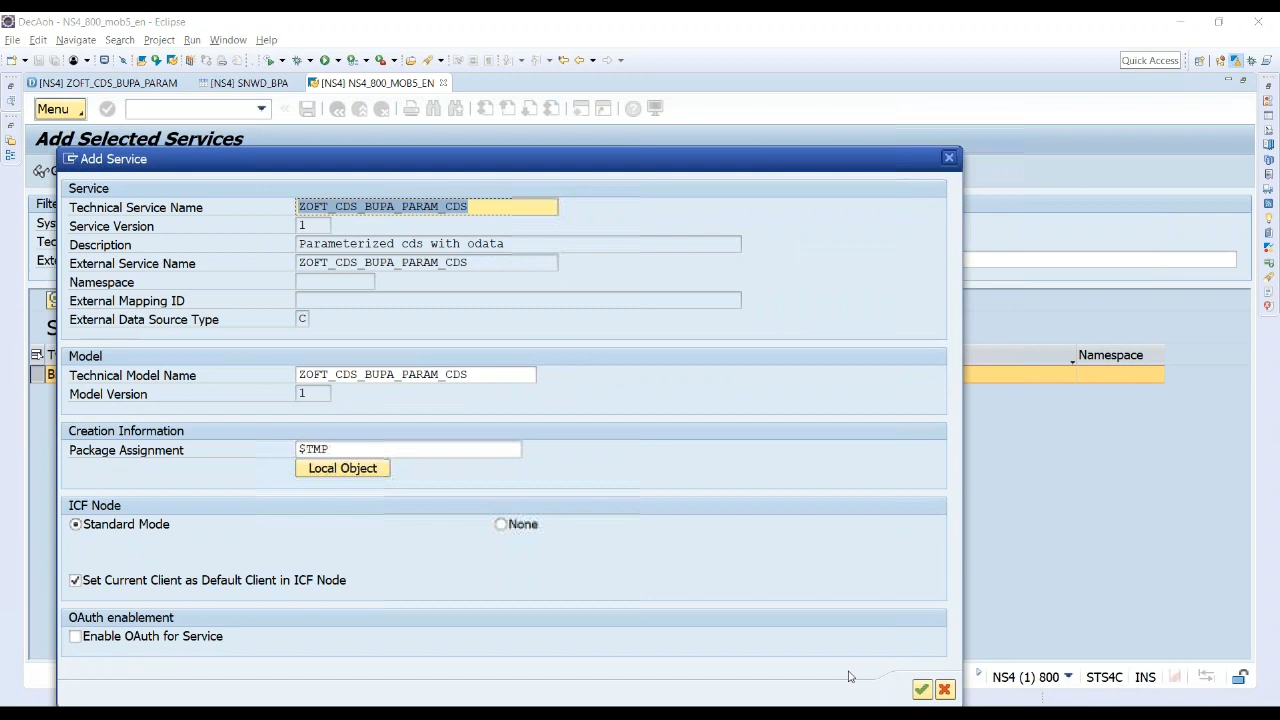 DecAoh - NS4_800_mob5_en - Eclipse
File Edit Navigate Search Project Run Window Help
Quick Access
[NS4] ZOFT_CDS_BUPA_PARAM [NS4] SNWD_BPA [NS4] NS4_800_MOB5_EN
Menu
Add Selected Services
Add Service
Service
Technical Service Name ZOFT_CDS_BUPA_PARAM_CDS
Service Version 1
Description Parameterized cds with odata
External Service Name ZOFT_CDS_BUPA_PARAM_CDS
Namespace
External Mapping ID
External Data Source Type C
Model
Technical Model Name ZOFT_CDS_BUPA_PARAM_CDS
Model Version 1
Creation Information
Package Assignment $TMP
Local Object
ICF Node
Standard Mode None
Set Current Client as Default Client in ICF Node
OAuth enablement
Enable OAuth for Service
Filte
Sys
Te
Exte
S
T
Namespace
B
NS4 (1) 800 STS4C INS